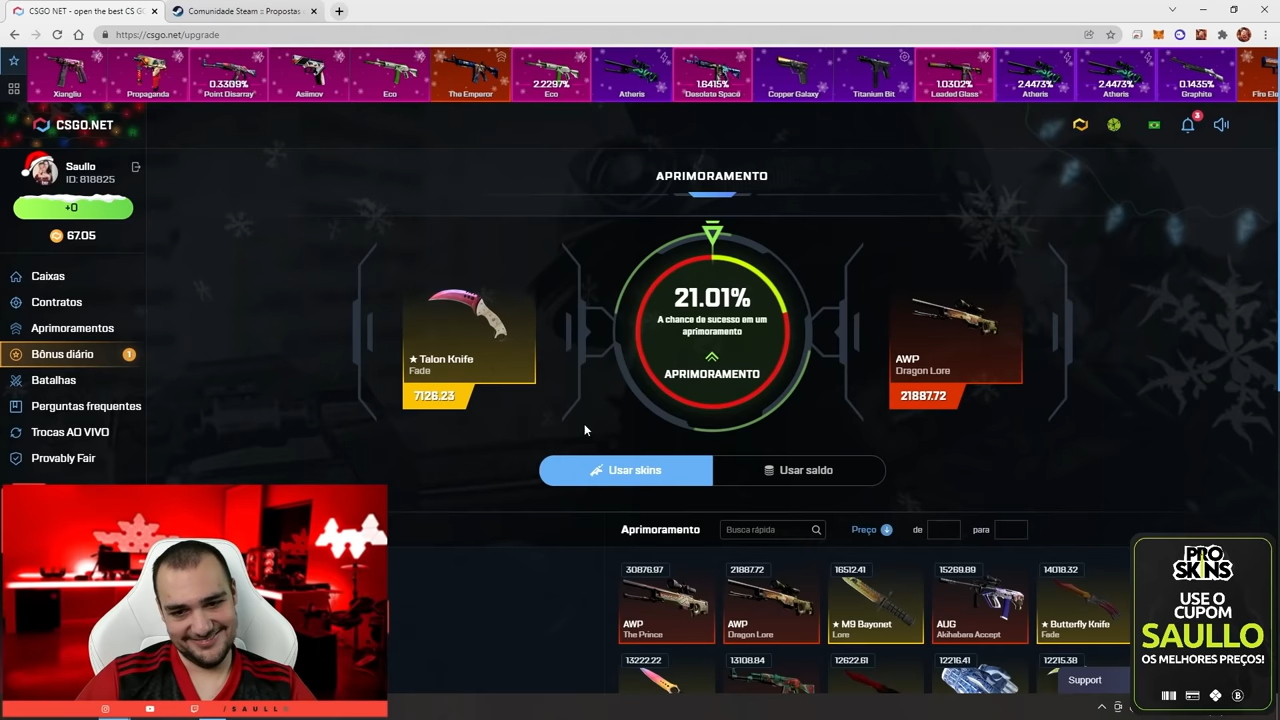 CSGO NET - open the best CS GO
Comunidade Steam :: Propostas
https://csgo.net/upgrade
Xiangliu
Propaganda
0.3309%
Point Disarray
Asiimov
Eco
The Emperor
2.2297%
Eco
Atheris
1.6415%
Desolate Space
Copper Galaxy
Titanium Bit
1.0302%
Loaded Glass
2.4473%
Atheris
2.4473%
Atheris
0.1435%
Graphite
Fire Ele
CSGO.NET
3
Saullo
ID: 818825
+0
67.05
Caixas
Contratos
Aprimoramentos
Bônus diário
1
Batalhas
Perguntas frequentes
Trocas AO VIVO
Provably Fair
APRIMORAMENTO
★ Talon Knife
Fade
7126.23
21.01%
A chance de sucesso em um
aprimoramento
APRIMORAMENTO
AWP
Dragon Lore
21887.72
Usar skins
Usar saldo
Aprimoramento
Busca rápida
Preço
de
para
30876.97
AWP
The Prince
21887.72
AWP
Dragon Lore
16512.41
★ M9 Bayonet
Lore
15269.89
AUG
Akihabara Accept
14018.32
★ Butterfly Knife
Fade
13222.22
13108.84
12622.61
12216.41
12215.38
Support
PRO
SKINS
USE O
CUPOM
SAULLO
OS MELHORES PREÇOS!
/SAULLO